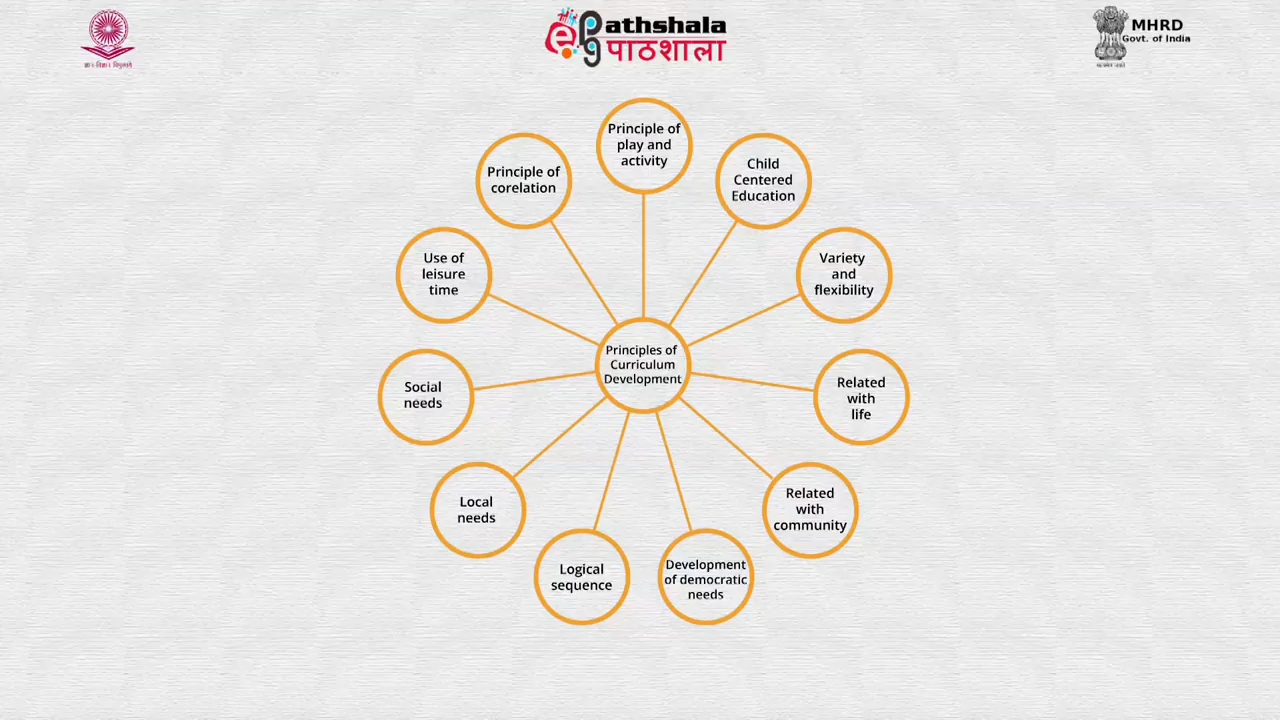 Pathshala
पाठशाला
MHRD
Govt. of India
Principle of
play and
activity
Child
Centered
Education
Variety
and
flexibility
Related
with
life
Related
with
community
Development
of democratic
needs
Logical
sequence
Local
needs
Social
needs
Use of
leisure
time
Principle of
corelation
Principles of
Curriculum
Development